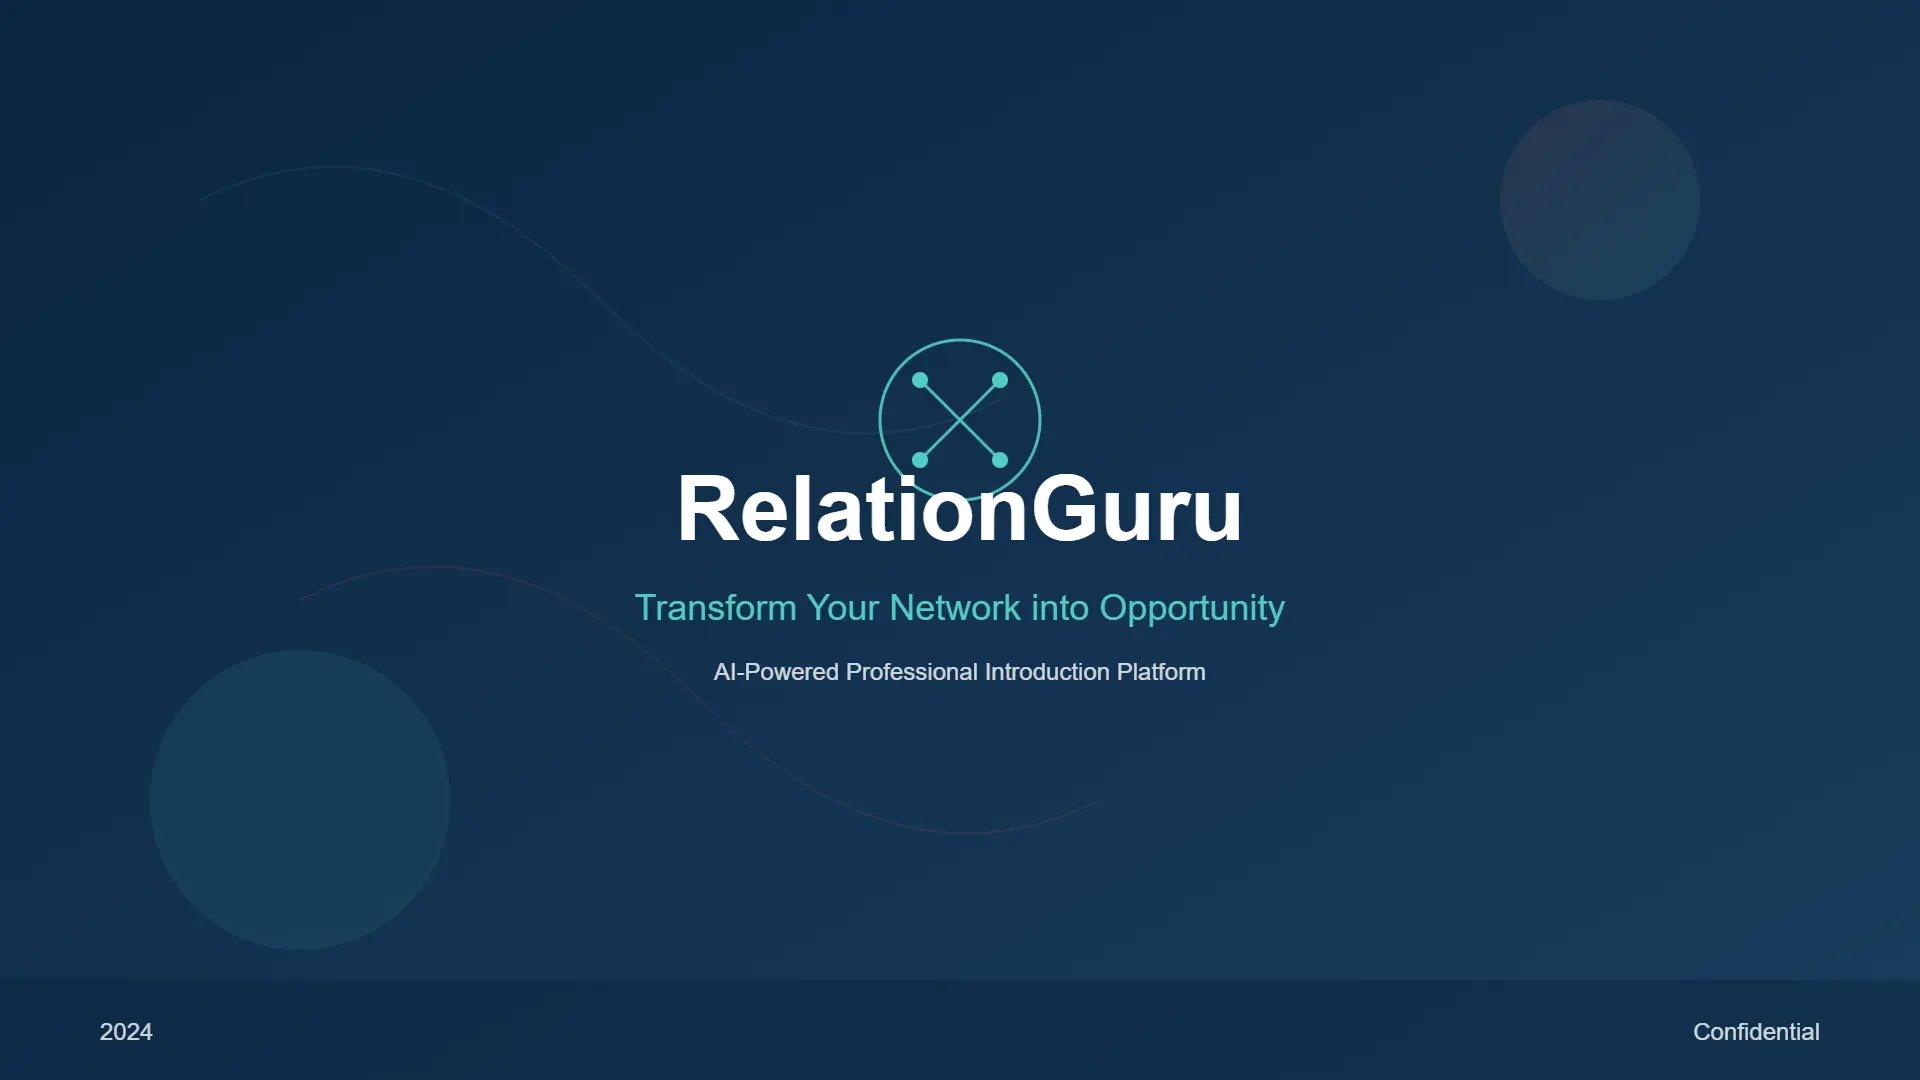 RelationGuru
Transform Your Network into Opportunity
AI-Powered Professional Introduction Platform
2024
Confidential